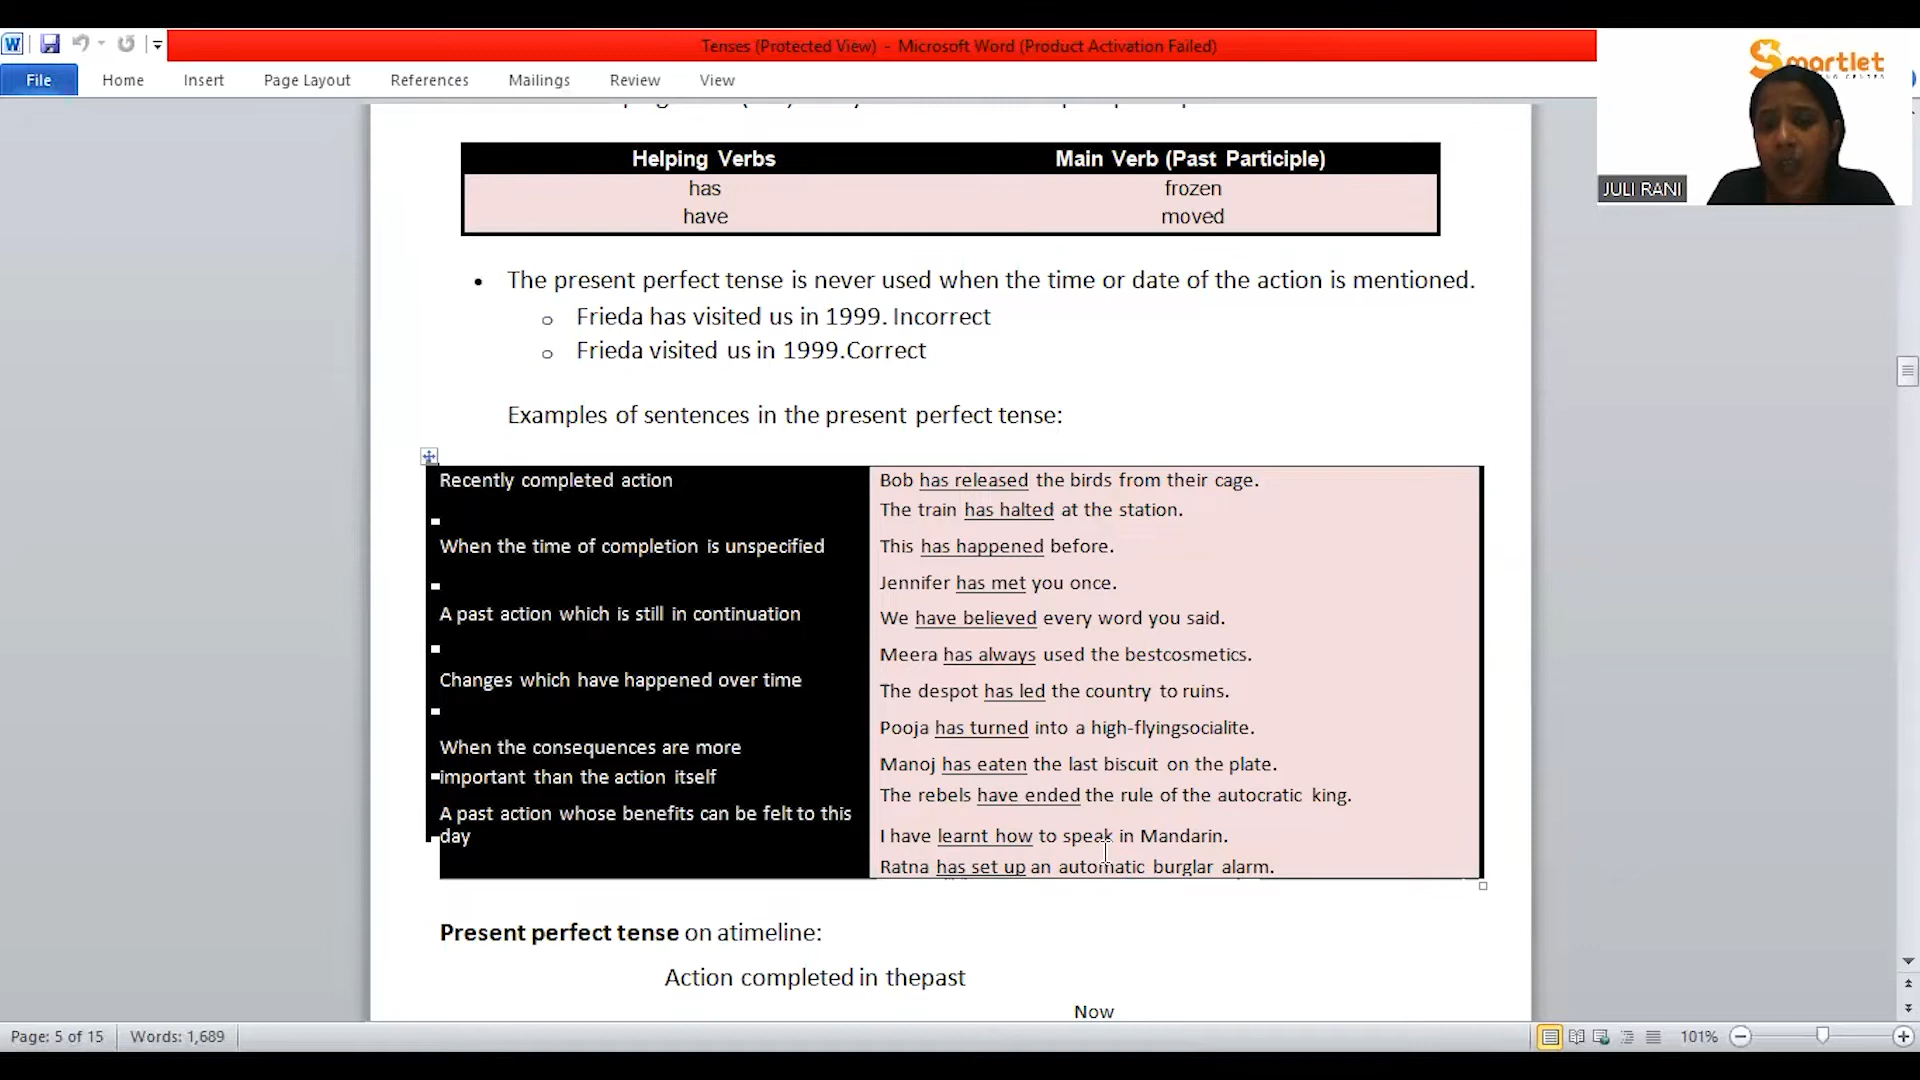 Tenses (Protected View) - Microsoft Word (Product Activation Failed)
File Home Insert Page Layout References Mailings Review View
Smartlet
JULI RANI
Helping Verbs Main Verb (Past Participle)
has frozen
have moved
• The present perfect tense is never used when the time or date of the action is mentioned.
o Frieda has visited us in 1999. Incorrect
o Frieda visited us in 1999.Correct
Examples of sentences in the present perfect tense:
Recently completed action Bob has released the birds from their cage.
The train has halted at the station.
When the time of completion is unspecified This has happened before.
Jennifer has met you once.
A past action which is still in continuation We have believed every word you said.
Meera has always used the bestcosmetics.
Changes which have happened over time The despot has led the country to ruins.
Pooja has turned into a high-flyingsocialite.
When the consequences are more Manoj has eaten the last biscuit on the plate.
important than the action itself The rebels have ended the rule of the autocratic king.
A past action whose benefits can be felt to this
day I have learnt how to speak in Mandarin.
Ratna has set up an automatic burglar alarm.
Present perfect tense on atimeline:
Action completed in thepast
Now
Page: 5 of 15 Words: 1,689 101%